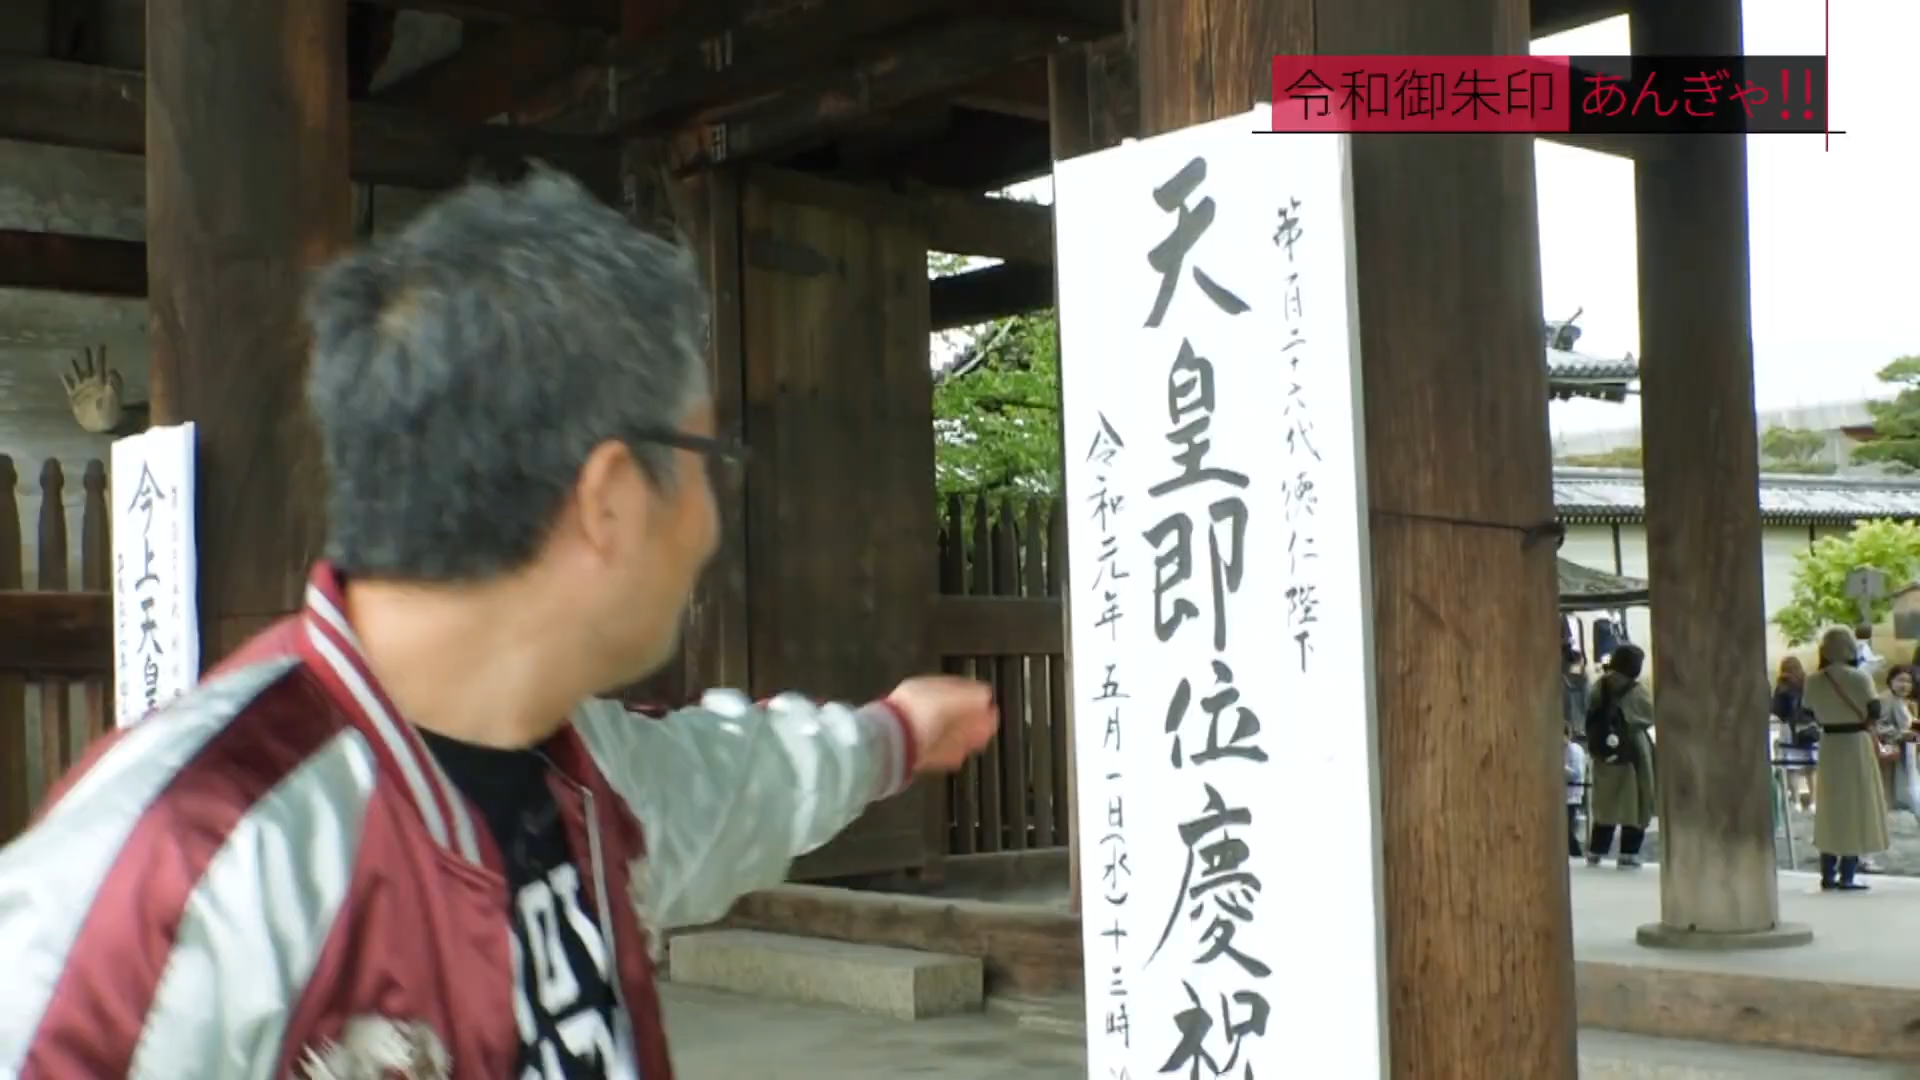 令和御朱印 あんぎゃ!!
第百二十六代 徳仁陛下
天皇即位慶祝
令和元年 五月一日(水)十三時
今上天皇